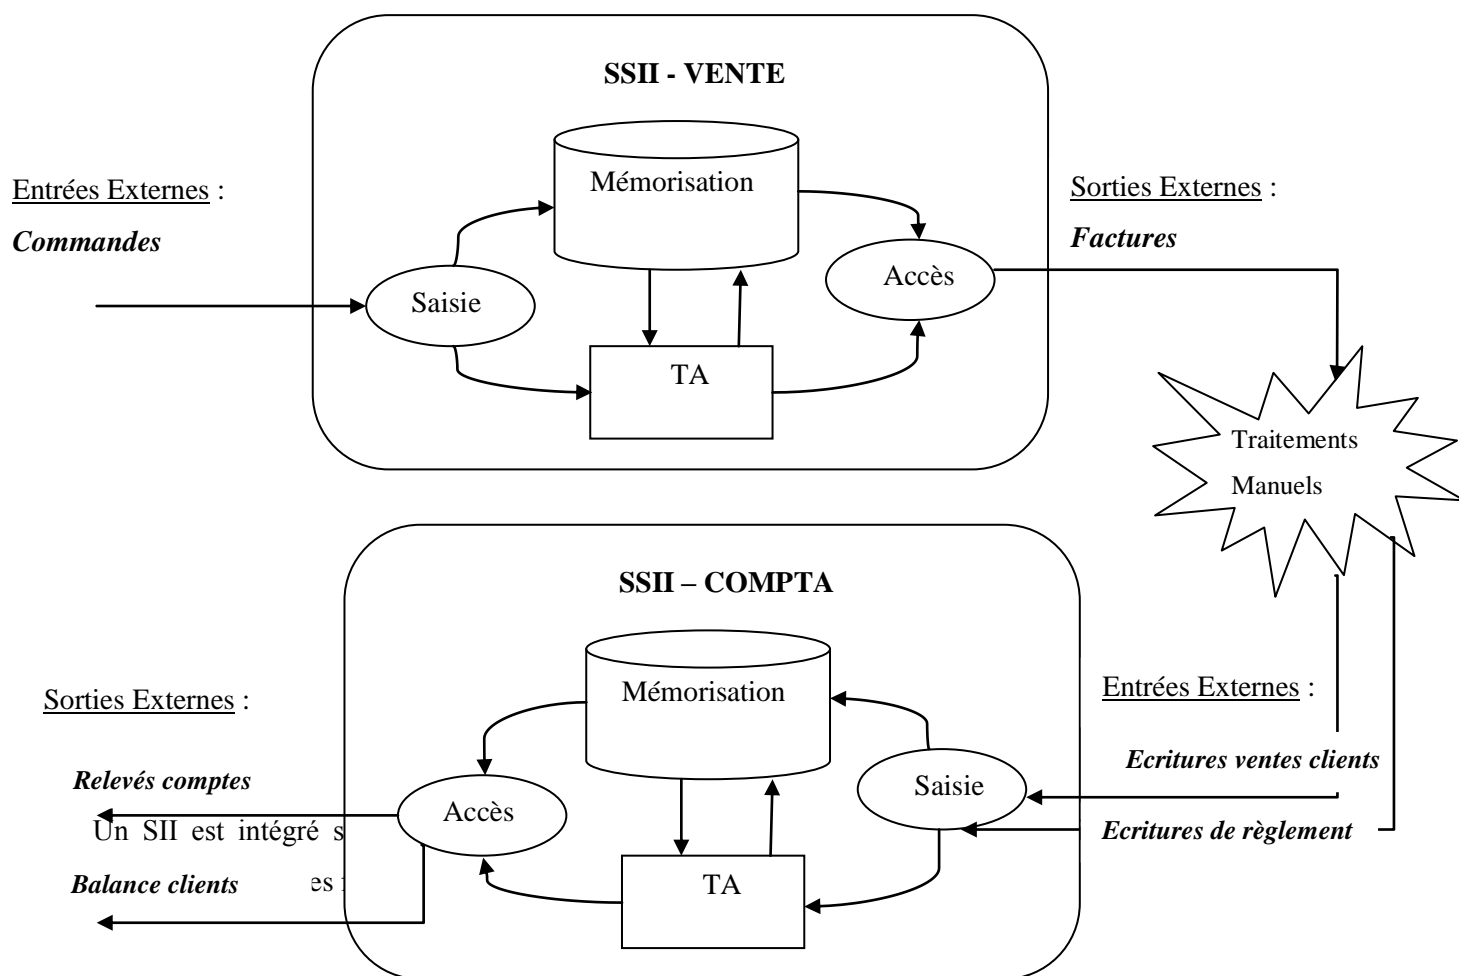 SSII - VENTE
Mémorisation
Entrées Externes :
Commandes
Sorties Externes :
Factures
Saisie
Accès
TA
Traitements
Manuels
SSII – COMPTA
Mémorisation
Sorties Externes :
Entrées Externes :
Relevés comptes
Ecritures ventes clients
Saisie
Accès
Un SII est intégré s
Ecritures de règlement
Balance clients
es
TA